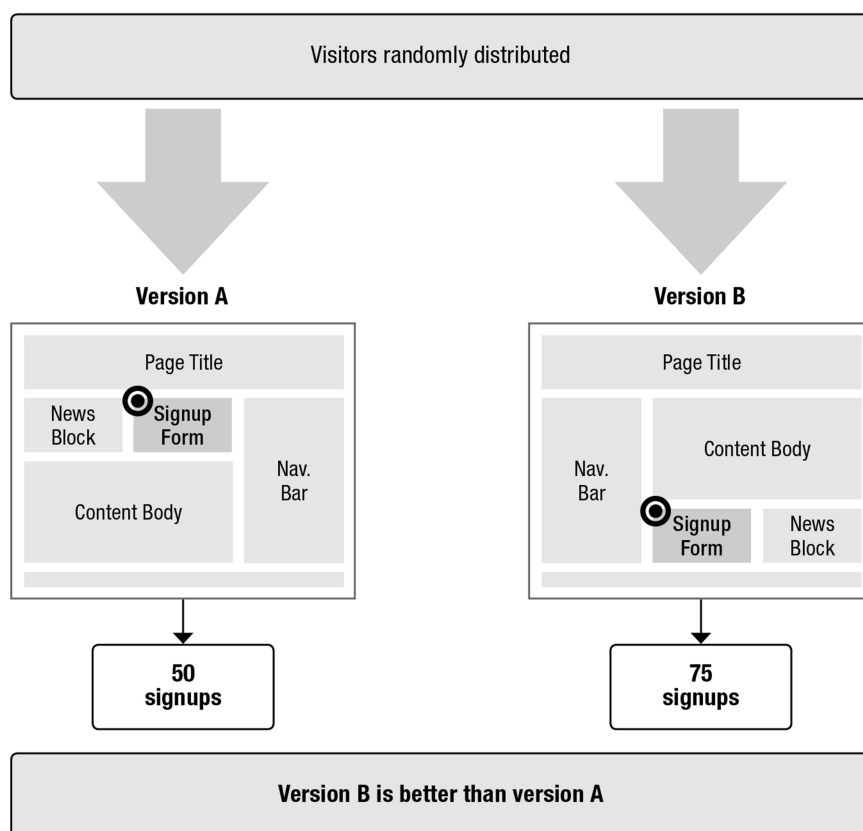 Visitors randomly distributed
Version A
Page Title
News
Block
Signup
Form
Nav.
Bar
Content Body
50
signups
Version B
Page Title
Nav.
Bar
Content Body
Signup
Form
News
Block
75
signups
Version B is better than version A